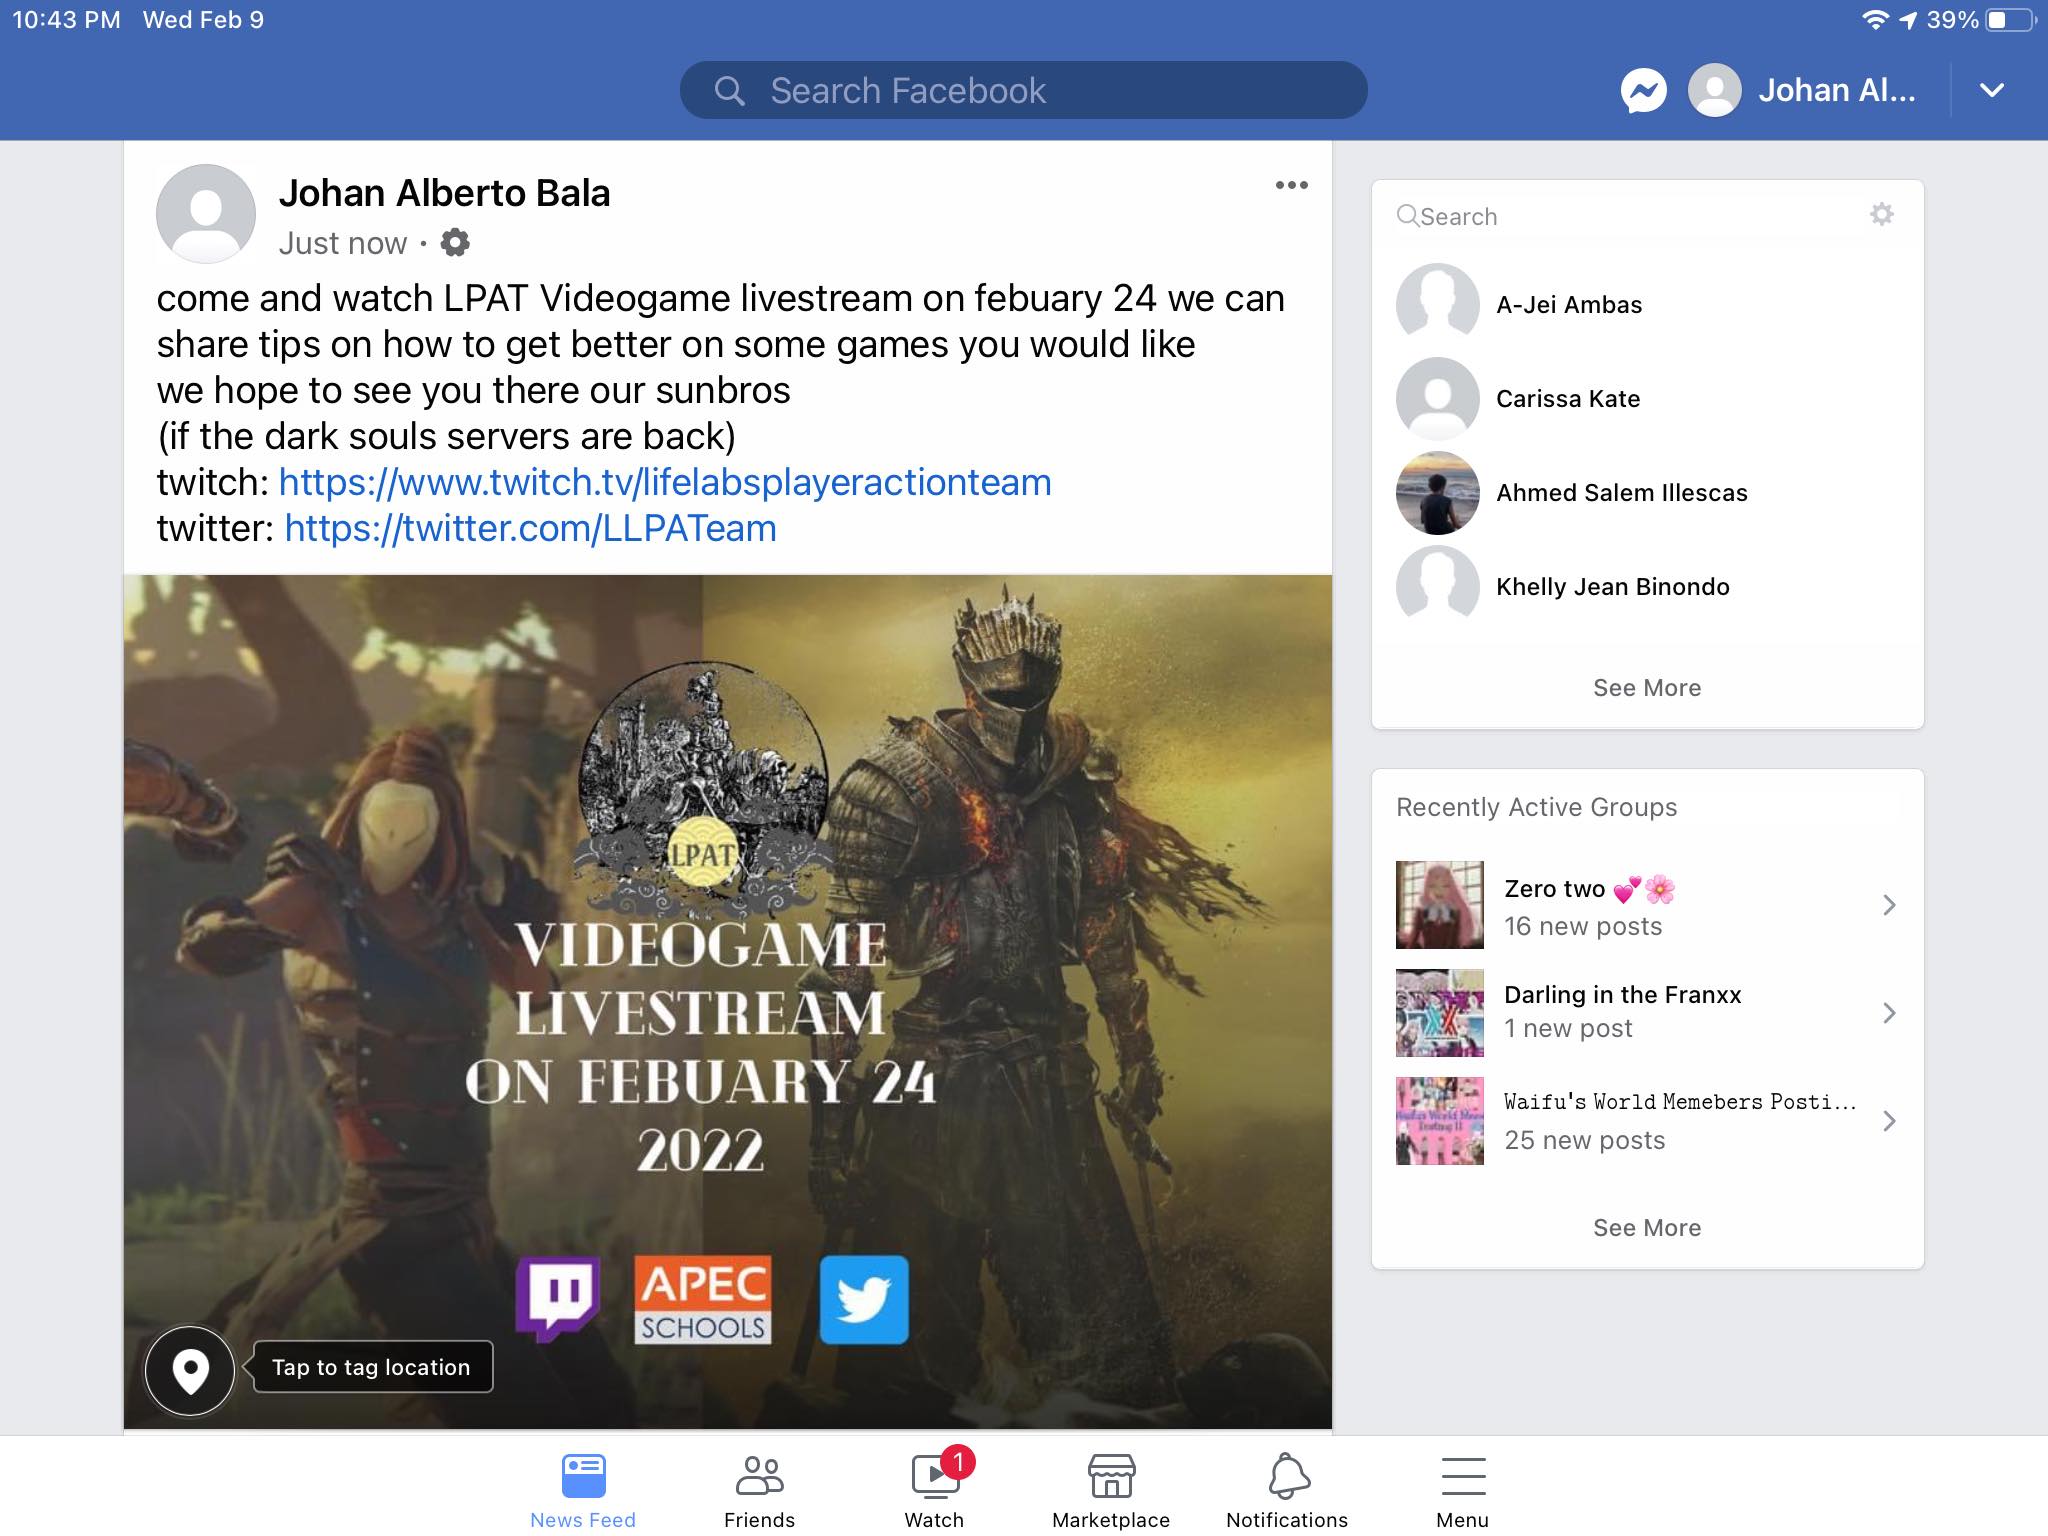 10:43 PM Wed Feb 9
39%
Search Facebook
Johan Al...
Johan Alberto Bala
Just now ·
come and watch LPAT Videogame livestream on febuary 24 we can
share tips on how to get better on some games you would like
we hope to see you there our sunbros
(if the dark souls servers are back)
twitch: https://www.twitch.tv/lifelabsplayeractionteam
twitter: https://twitter.com/LLPATeam
LPAT
VIDEOGAME
LIVESTREAM
ON FEBUARY 24
2022
APEC
SCHOOLS
Tap to tag location
Search
A-Jei Ambas
Carissa Kate
Ahmed Salem Illescas
Khelly Jean Binondo
See More
Recently Active Groups
Zero two 💕🌸
16 new posts
Darling in the Franxx
1 new post
Waifu's World Memebers Posti...
25 new posts
See More
1
News Feed
Friends
Watch
Marketplace
Notifications
Menu